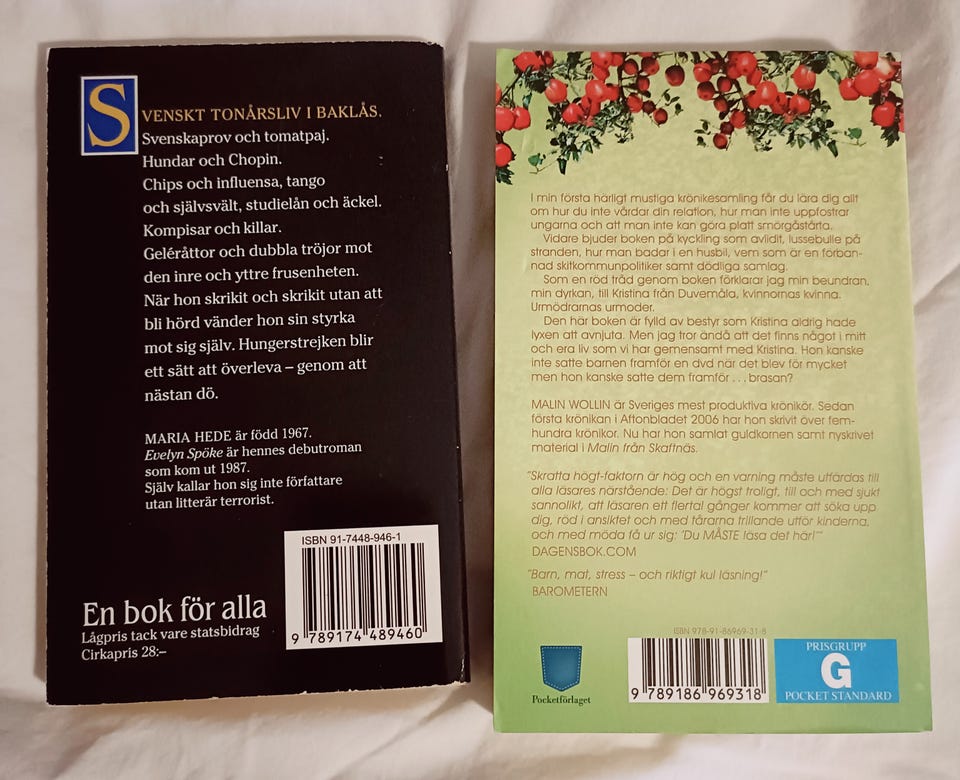 SVENSKT TONÅRSLIV I BAKLÅS.
Svenskaprov och tomatpaj.
Hundar och Chopin.
Chips och influensa, tango
och självsvält, studielån och äckel.
Kompisar och killar.
Geléråttor och dubbla tröjor mot
den inre och yttre frusenheten.
När hon skrikit och skrikit utan att
bli hörd vänder hon sin styrka
mot sig själv. Hungerstrejken blir
ett sätt att överleva – genom att
nästan dö.
MARIA HEDE är född 1967.
Evelyn Spöke är hennes debutroman
som kom ut 1987.
Själv kallar hon sig inte författare
utan litterär terrorist.
ISBN 91-7448-946-1
9 789174 489460
En bok för alla
Lågpris tack vare statsbidrag
Cirkapris 28:–
I min första härligt mustiga krönikesamling får du lära dig allt
om hur du inte vårdar din relation, hur man inte uppfostrar
ungarna och att man inte kan göra platt smörgåstårta.
Vidare bjuder boken på kyckling som avlidit, lussebulle på
stranden, hur man badar i en husbil, vem som är en förban-
nad skitkommunpolitiker samt dödliga samlag.
Som en röd tråd genom boken förklarar jag min beundran,
min dyrkan, till Kristina från Duvemåla, kvinnornas kvinna.
Urmödrarnas urmoder.
Den här boken är fylld av bestyr som Kristina aldrig hade
lyxen att avnjuta. Men jag tror ändå att det finns något i mitt
och era liv som vi har gemensamt med Kristina. Hon kanske
inte satte barnen framför en dvd när det blev för mycket
men hon kanske satte dem framför ... brasan?
MALIN WOLLIN är Sveriges mest produktiva krönikör. Sedan
första krönikan i Aftonbladet 2006 har hon skrivit över fem-
hundra krönikor. Nu har hon samlat guldkornen samt nyskrivet
material i Malin från Skaftnäs.
"Skratta högt-faktorn är hög och en varning måste utfärdas till
alla läsares närstående: Det är högst troligt, till och med sjukt
sannolikt, att läsaren ett flertal gånger kommer att söka upp
dig, röd i ansiktet och med tårarna trillande utför kinderna,
och med möda få ur sig: 'Du MÅSTE läsa det här!'"
DAGENSBOK.COM
"Barn, mat, stress – och riktigt kul läsning!"
BAROMETERN
ISBN 978-91-86969-31-8
9 789186 969318
Pocketförlaget
PRISGRUPP
G
POCKET STANDARD